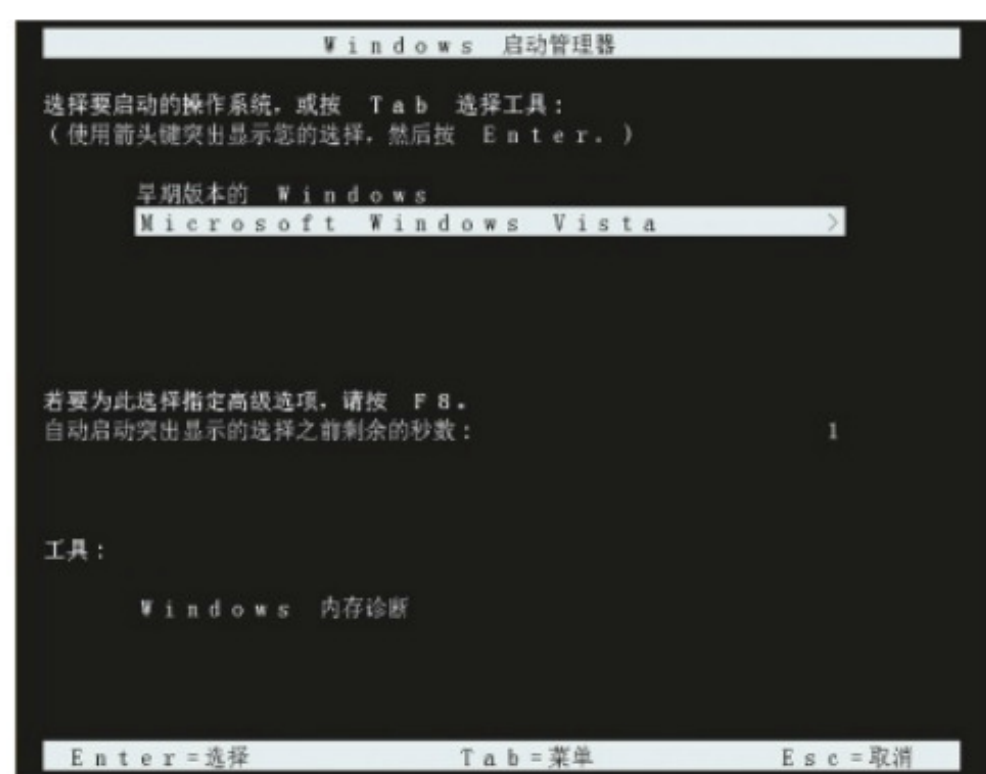 Windows 启动管理器
选择要启动的操作系统，或按 Tab 选择工具：
（使用箭头键突出显示您的选择，然后按 Enter。）
早期版本的 Windows
Microsoft Windows Vista >
若要为此选择指定高级选项，请按 F8。
自动启动突出显示的选择之前剩余的秒数： 1
工具：
Windows 内存诊断
Enter=选择 Tab=菜单 Esc=取消